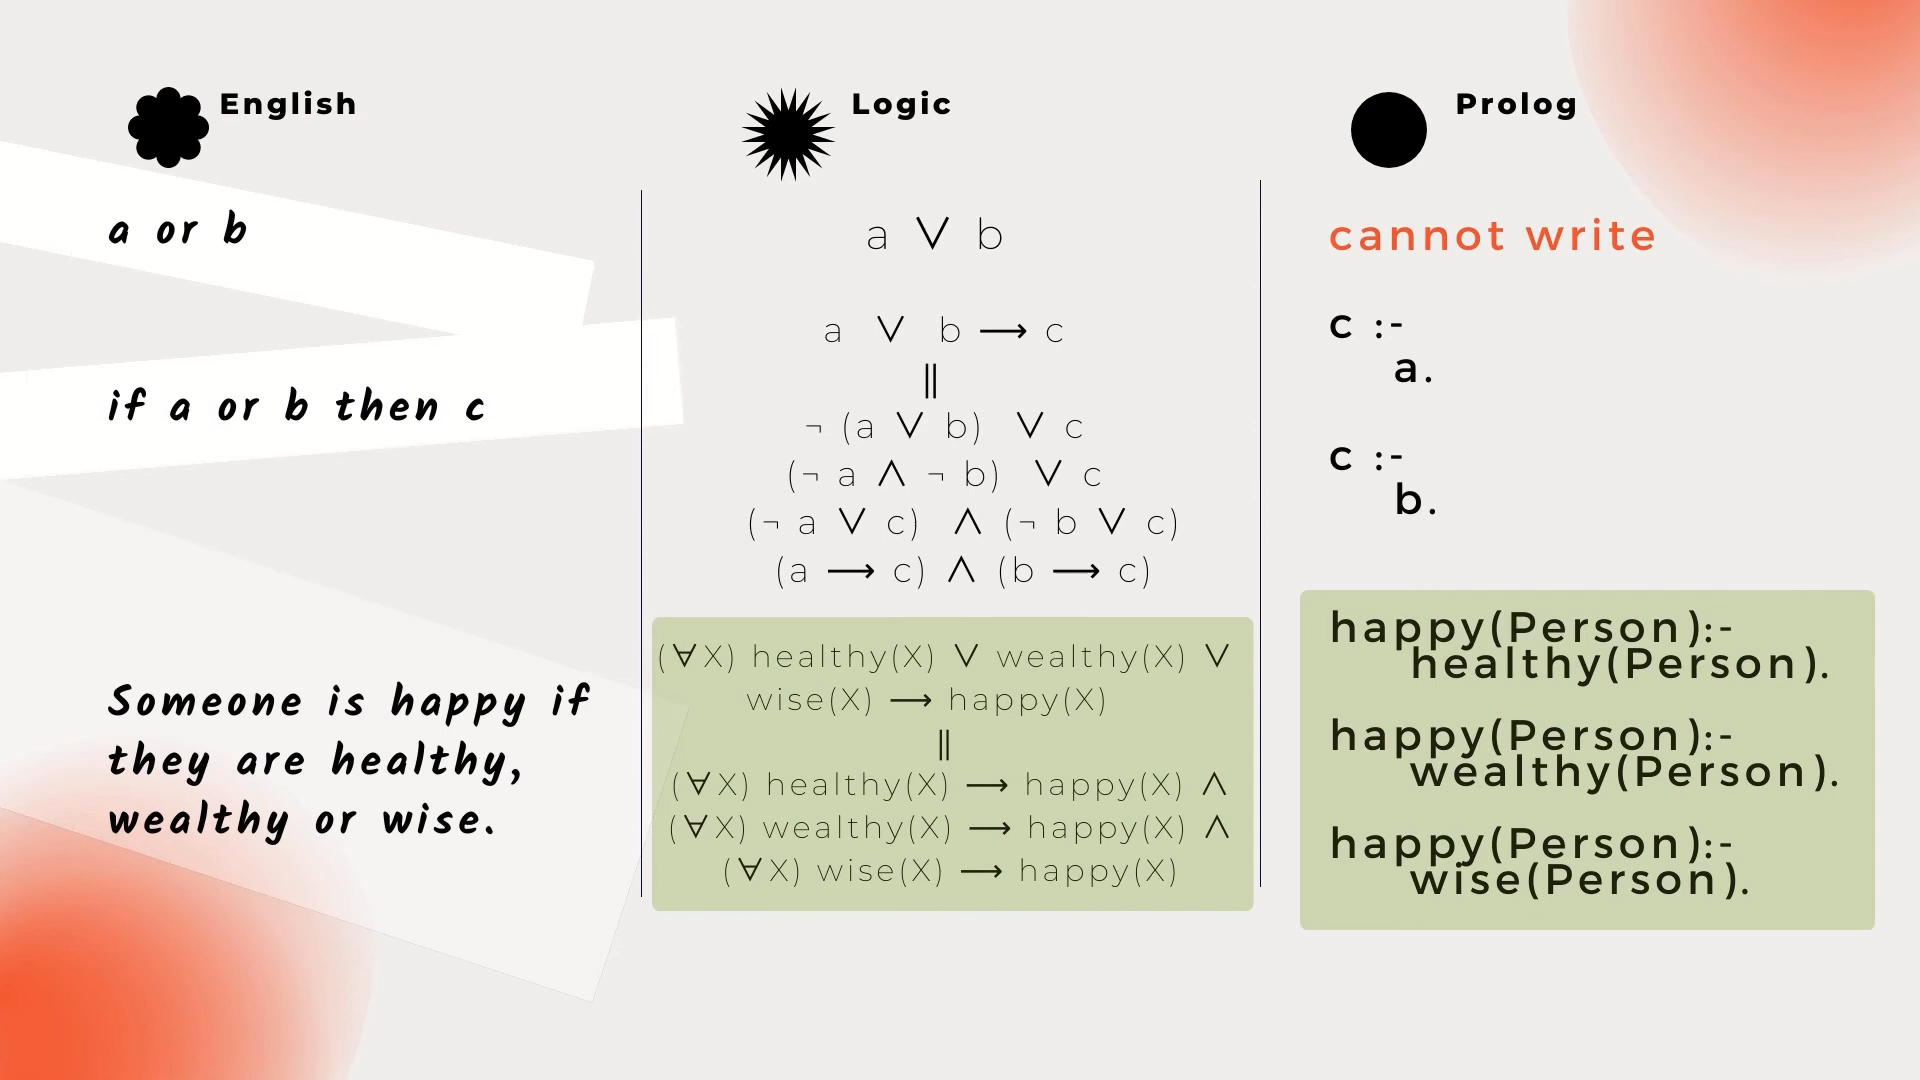 English
a or b
if a or b then c
Someone is happy if
they are healthy,
wealthy or wise.
Logic
a ∨ b
a ∨ b ⟶ c
||
¬ (a ∨ b) ∨ c
(¬ a ∧ ¬ b) ∨ c
(¬ a ∨ c) ∧ (¬ b ∨ c)
(a ⟶ c) ∧ (b ⟶ c)
(∀X) healthy(X) ∨ wealthy(X) ∨
wise(X) ⟶ happy(X)
||
(∀X) healthy(X) ⟶ happy(X) ∧
(∀X) wealthy(X) ⟶ happy(X) ∧
(∀X) wise(X) ⟶ happy(X)
Prolog
cannot write
c :-
a.
c :-
b.
happy(Person):-
healthy(Person).
happy(Person):-
wealthy(Person).
happy(Person):-
wise(Person).